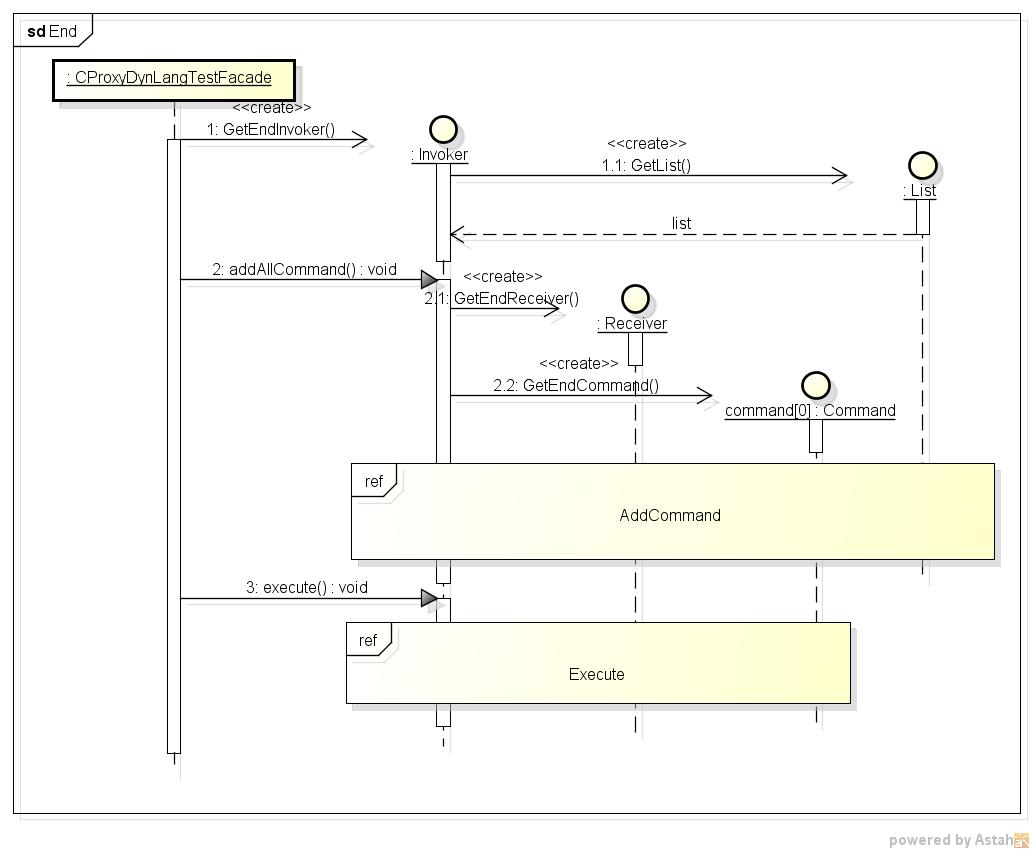 sd End
: CProxyDynLangTestFacade
<<create>>
1: GetEndInvoker()
: Invoker
<<create>>
1.1: GetList()
: List
list
2: addAllCommand() : void
<<create>>
2.1: GetEndReceiver()
: Receiver
<<create>>
2.2: GetEndCommand()
command[0] : Command
ref
AddCommand
3: execute() : void
ref
Execute
powered by Astah